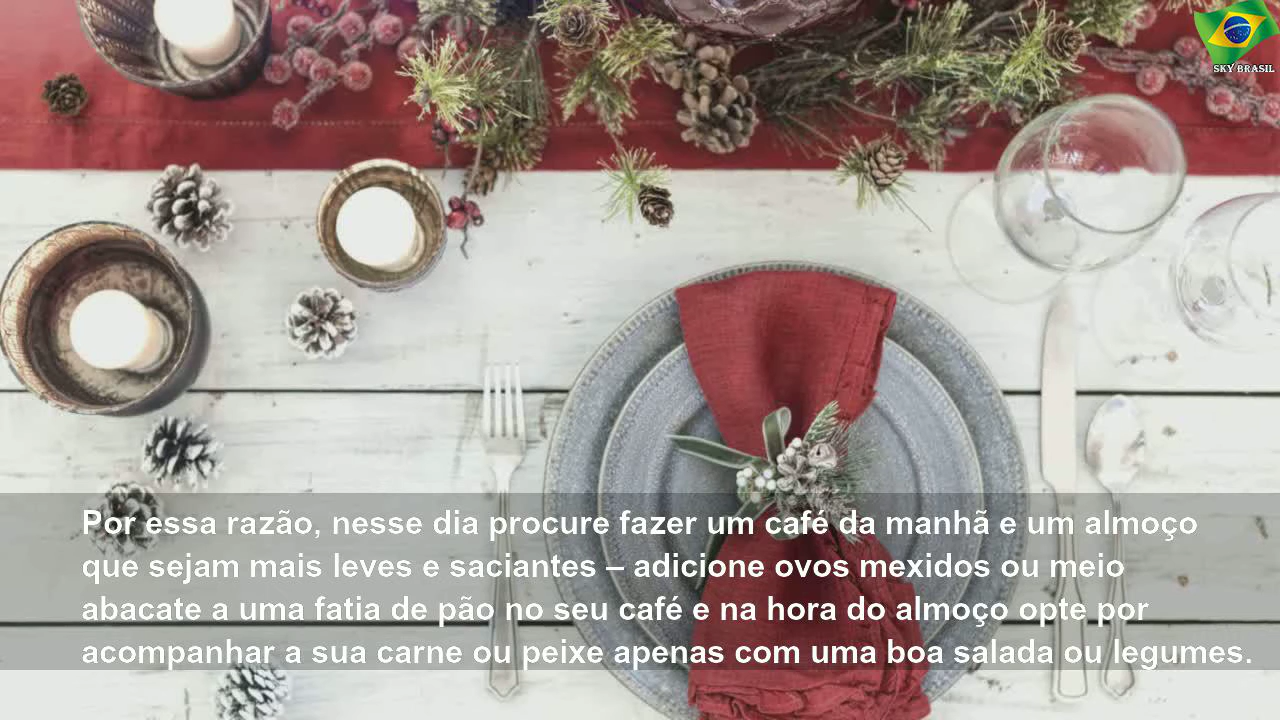 SKY BRASIL
Por essa razão, nesse dia procure fazer um café da manhã e um almoço
que sejam mais leves e saciantes – adicione ovos mexidos ou meio
abacate a uma fatia de pão no seu café e na hora do almoço opte por
acompanhar a sua carne ou peixe apenas com uma boa salada ou legumes.